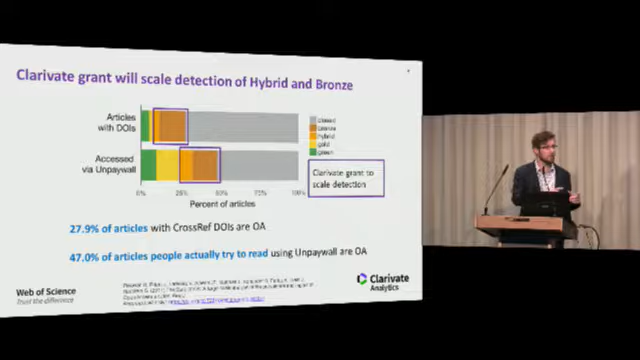 Clarivate grant will scale detection of Hybrid and Bronze
Articles
with DOIs
Accessed
via Unpaywall
closed
bronze
hybrid
gold
green
0% 25% 50% 75% 100%
Percent of articles
Clarivate grant to
scale detection
27.9% of articles with CrossRef DOIs are OA
47.0% of articles people actually try to read using Unpaywall are OA
Web of Science
Trust the difference
Clarivate
Analytics